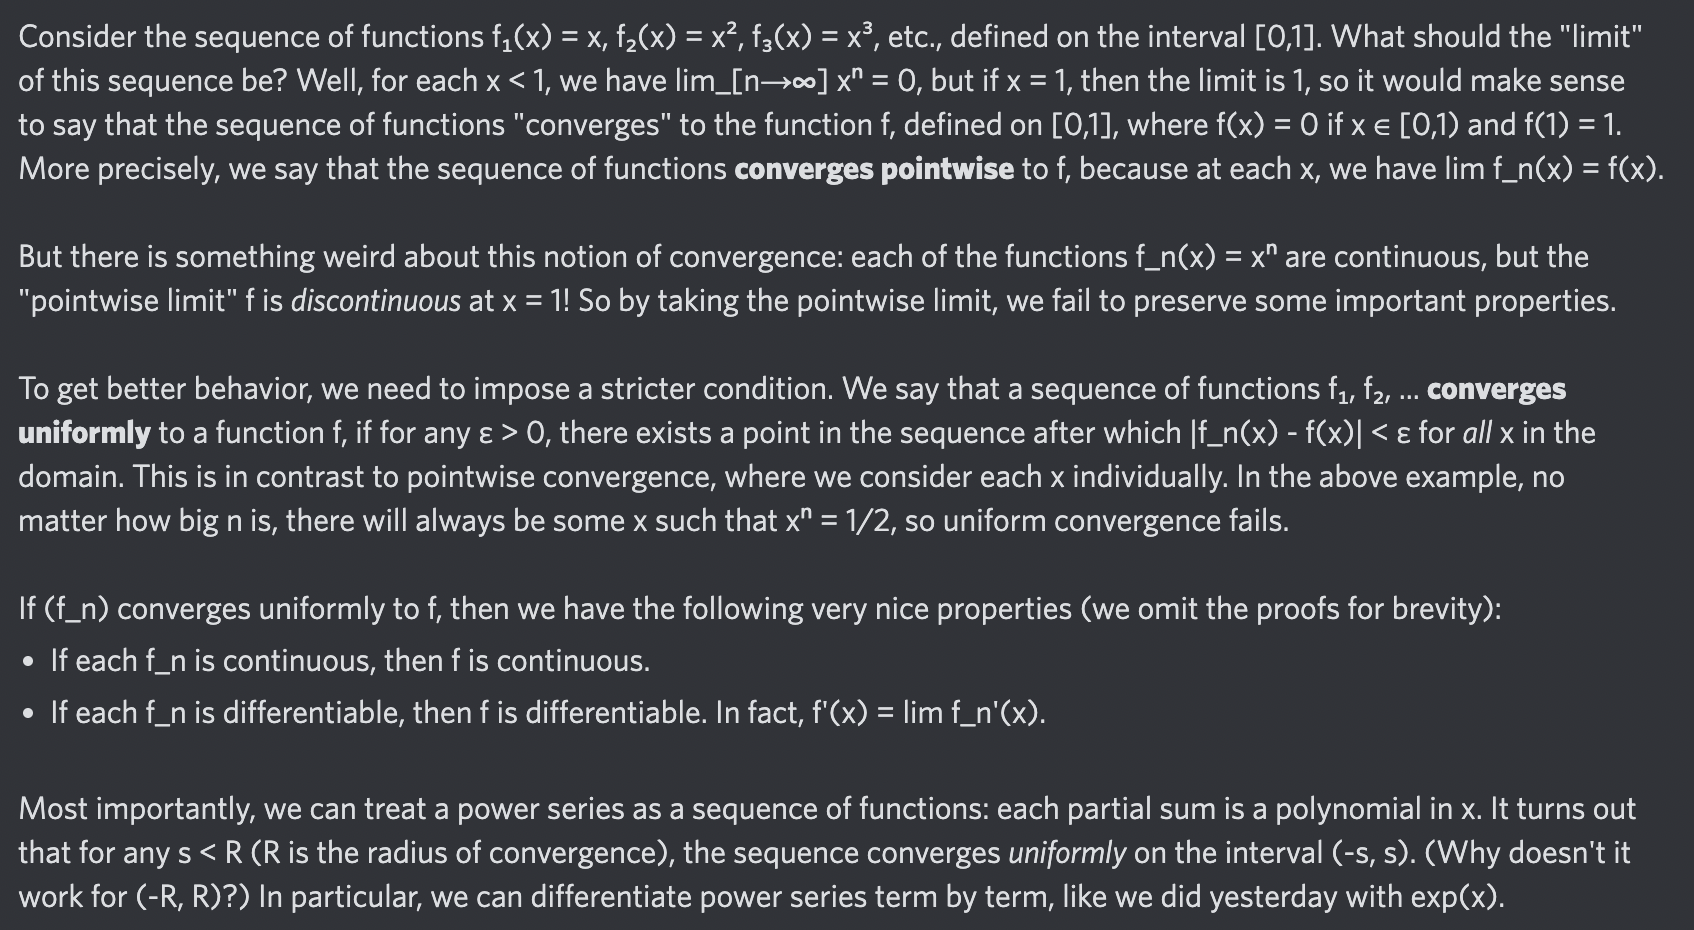 Consider the sequence of functions f₁(x) = x, f₂(x) = x², f₃(x) = x³, etc., defined on the interval [0,1]. What should the "limit"
of this sequence be? Well, for each x < 1, we have lim_[n→∞] xⁿ = 0, but if x = 1, then the limit is 1, so it would make sense
to say that the sequence of functions "converges" to the function f, defined on [0,1], where f(x) = 0 if x ∈ [0,1) and f(1) = 1.
More precisely, we say that the sequence of functions converges pointwise to f, because at each x, we have lim f_n(x) = f(x).
But there is something weird about this notion of convergence: each of the functions f_n(x) = xⁿ are continuous, but the
"pointwise limit" f is discontinuous at x = 1! So by taking the pointwise limit, we fail to preserve some important properties.
To get better behavior, we need to impose a stricter condition. We say that a sequence of functions f₁, f₂, ... converges
uniformly to a function f, if for any ε > 0, there exists a point in the sequence after which |f_n(x) - f(x)| < ε for all x in the
domain. This is in contrast to pointwise convergence, where we consider each x individually. In the above example, no
matter how big n is, there will always be some x such that xⁿ = 1/2, so uniform convergence fails.
If (f_n) converges uniformly to f, then we have the following very nice properties (we omit the proofs for brevity):
• If each f_n is continuous, then f is continuous.
• If each f_n is differentiable, then f is differentiable. In fact, f'(x) = lim f_n'(x).
Most importantly, we can treat a power series as a sequence of functions: each partial sum is a polynomial in x. It turns out
that for any s < R (R is the radius of convergence), the sequence converges uniformly on the interval (-s, s). (Why doesn't it
work for (-R, R)?) In particular, we can differentiate power series term by term, like we did yesterday with exp(x).